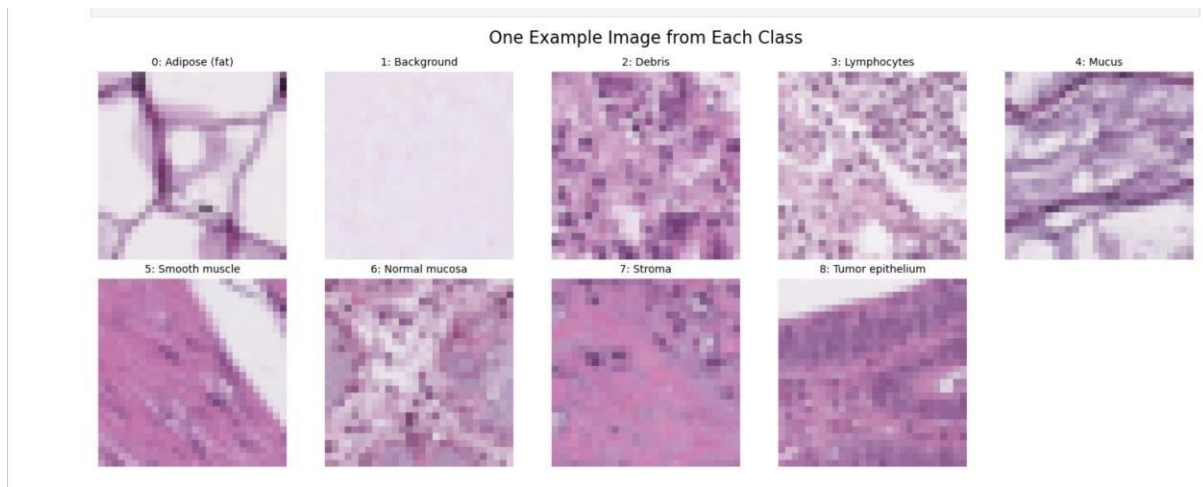 One Example Image from Each Class
0: Adipose (fat)
1: Background
2: Debris
3: Lymphocytes
4: Mucus
5: Smooth muscle
6: Normal mucosa
7: Stroma
8: Tumor epithelium